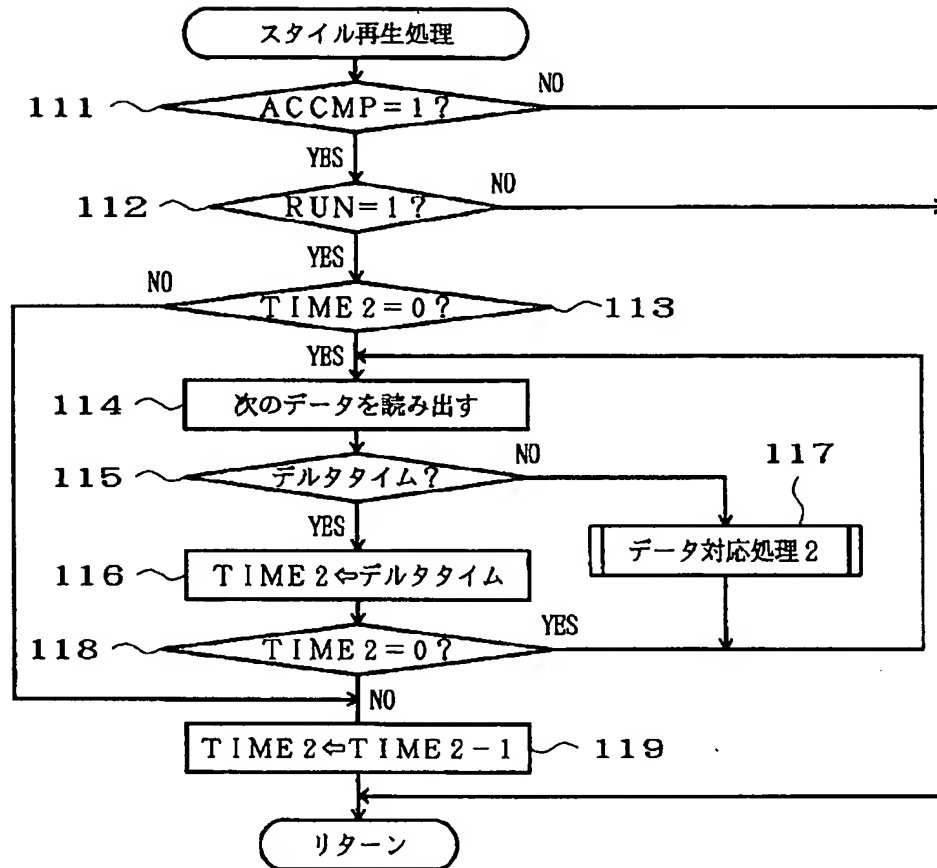 スタイル再生処理
NO
111
ACCMP=1?
YES
NO
112
RUN=1?
YES
NO
TIME2=0?
113
YES
114
次のデータを読み出す
NO
117
115
デルタタイム?
YES
データ対応処理2
116
TIME2⇦デルタタイム
YES
118
TIME2=0?
NO
TIME2⇦TIME2-1
119
リターン